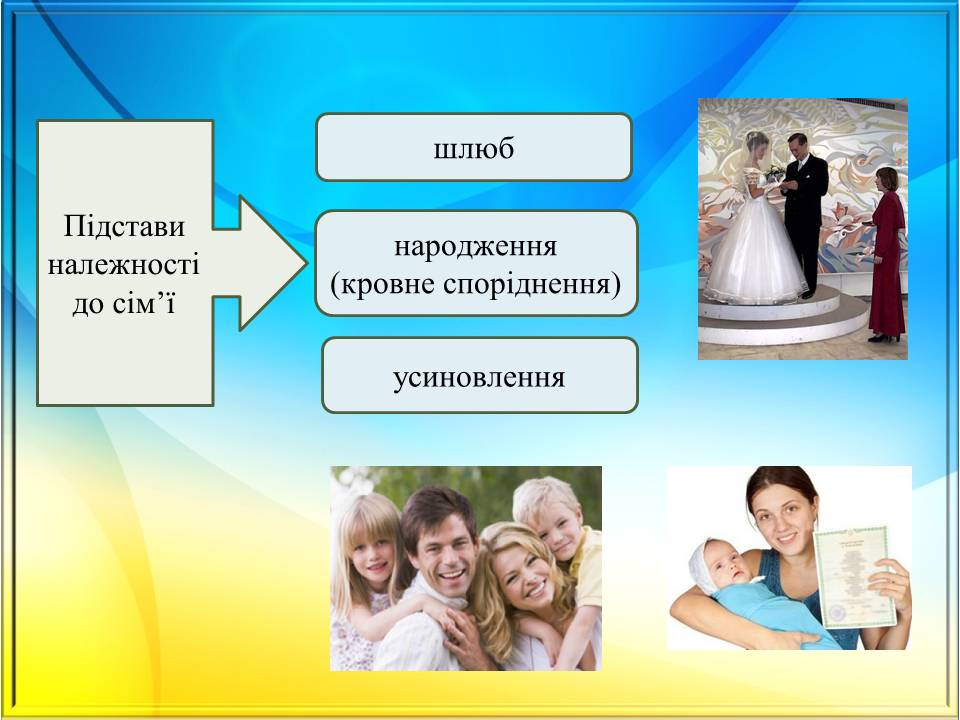 Підстави
належності
до сім’ї
шлюб
народження
(кровне споріднення)
усиновлення